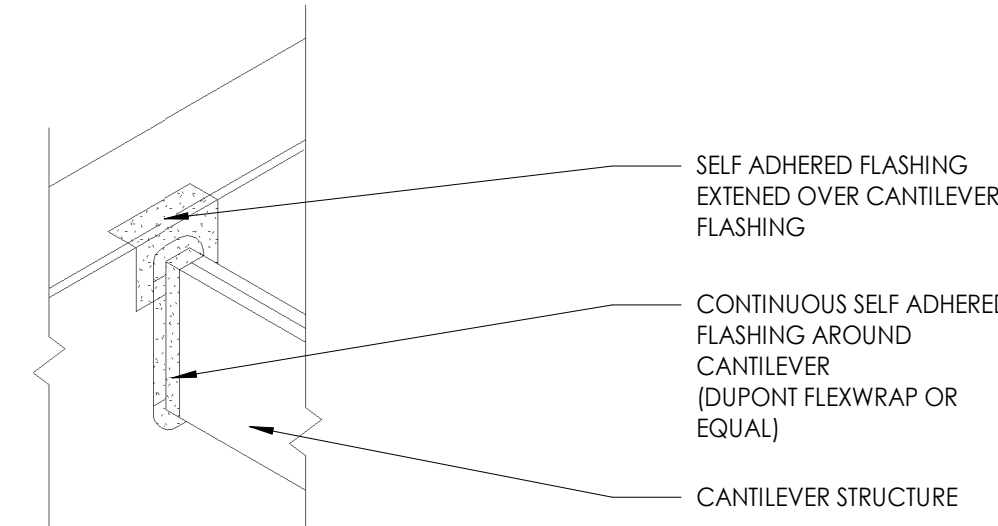 SELF ADHERED FLASHING
EXTENED OVER CANTILEVER
FLASHING
CONTINUOUS SELF ADHERED
FLASHING AROUND
CANTILEVER
(DUPONT FLEXWRAP OR
EQUAL)
CANTILEVER STRUCTURE